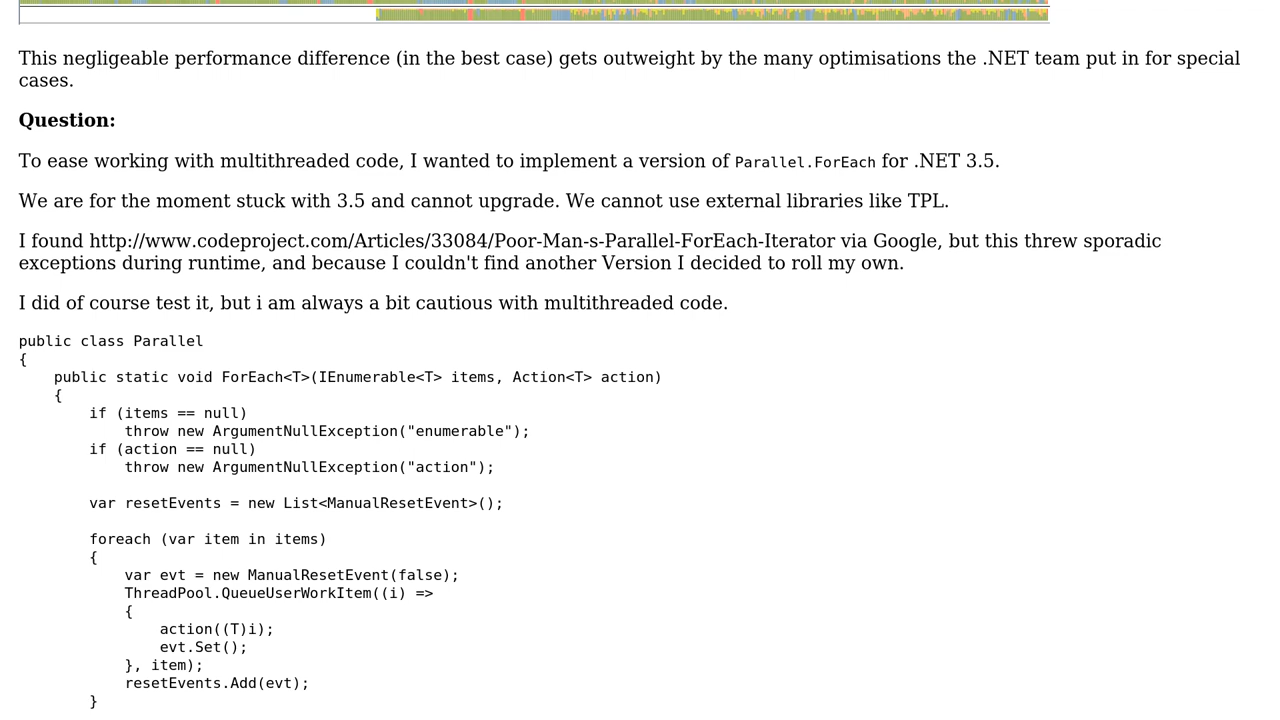 This negligeable performance difference (in the best case) gets outweight by the many optimisations the .NET team put in for special
cases.
Question:
To ease working with multithreaded code, I wanted to implement a version of Parallel.ForEach for .NET 3.5.
We are for the moment stuck with 3.5 and cannot upgrade. We cannot use external libraries like TPL.
I found http://www.codeproject.com/Articles/33084/Poor-Man-s-Parallel-ForEach-Iterator via Google, but this threw sporadic
exceptions during runtime, and because I couldn't find another Version I decided to roll my own.
I did of course test it, but i am always a bit cautious with multithreaded code.
public class Parallel
{
    public static void ForEach<T>(IEnumerable<T> items, Action<T> action)
    {
        if (items == null)
            throw new ArgumentNullException("enumerable");
        if (action == null)
            throw new ArgumentNullException("action");

        var resetEvents = new List<ManualResetEvent>();

        foreach (var item in items)
        {
            var evt = new ManualResetEvent(false);
            ThreadPool.QueueUserWorkItem((i) =>
            {
                action((T)i);
                evt.Set();
            }, item);
            resetEvents.Add(evt);
        }